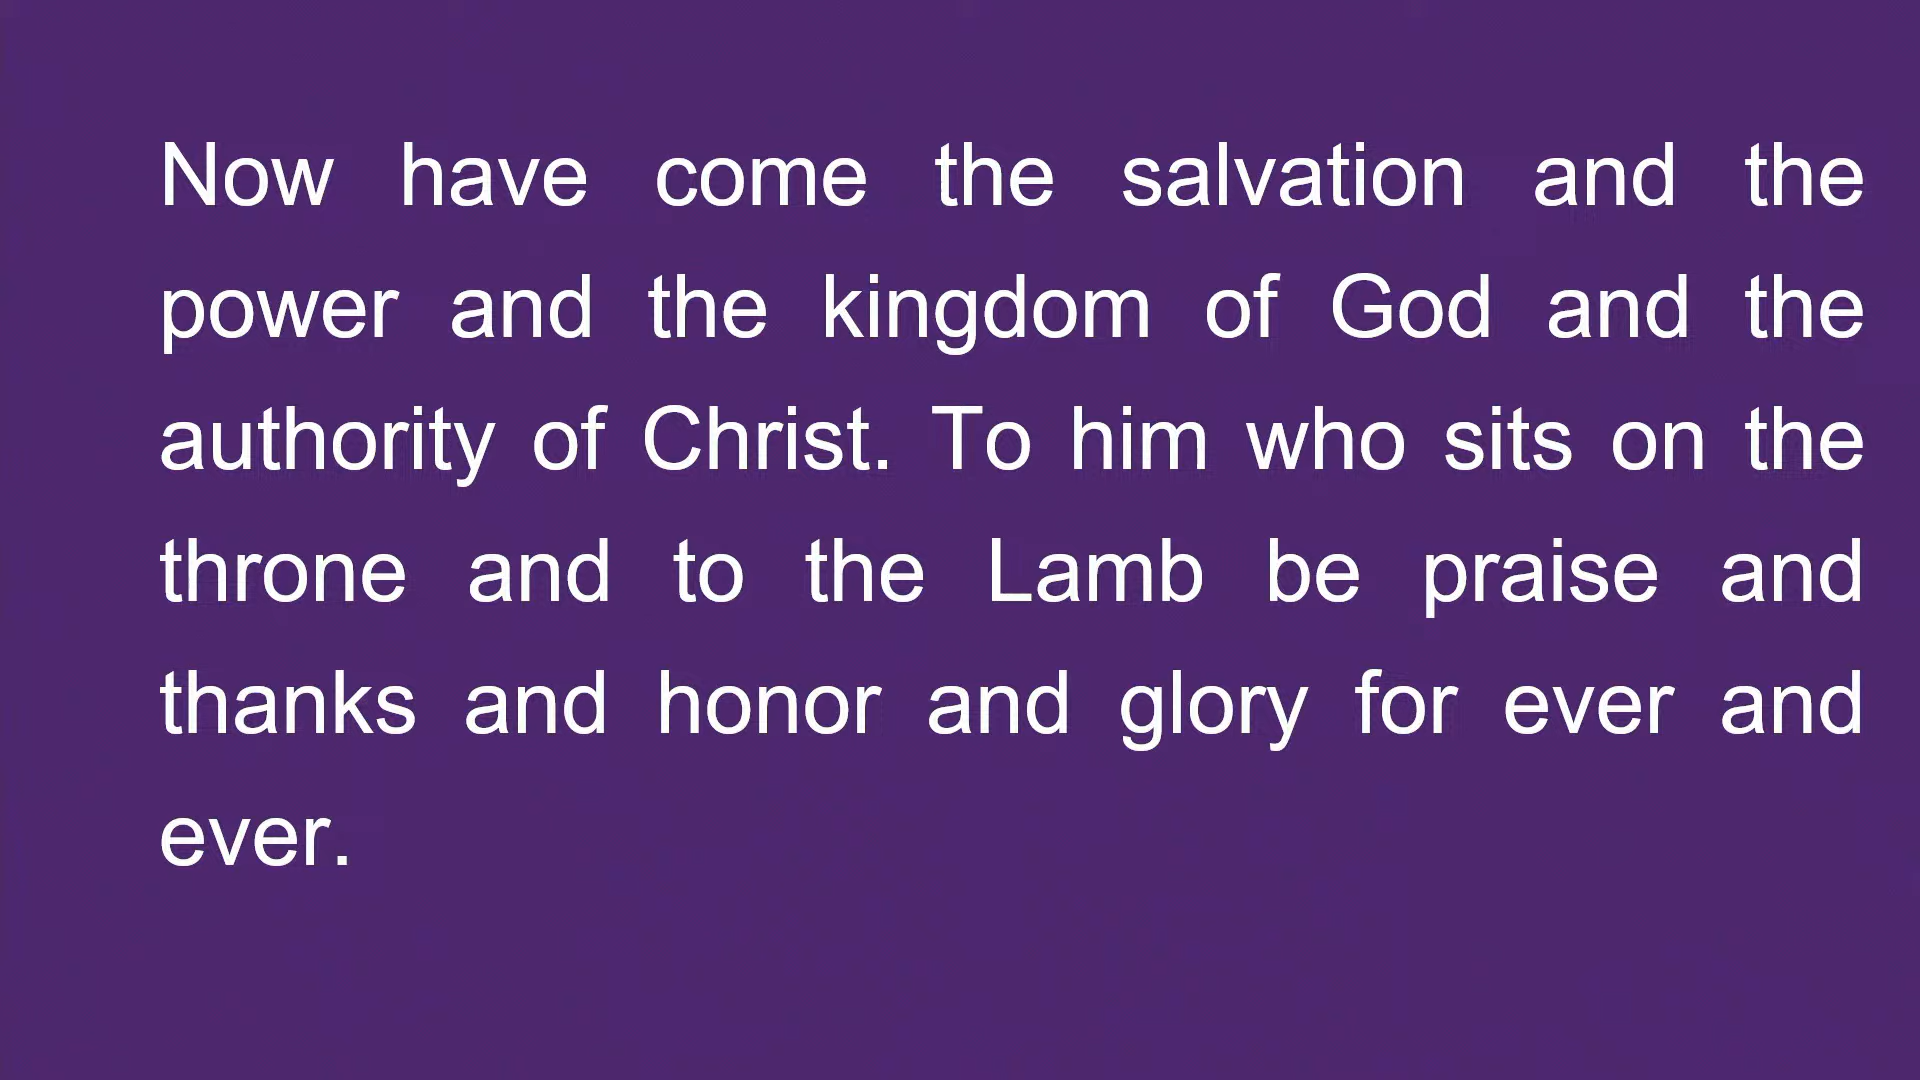 Now have come the salvation and the
power and the kingdom of God and the
authority of Christ. To him who sits on the
throne and to the Lamb be praise and
thanks and honor and glory for ever and
ever.